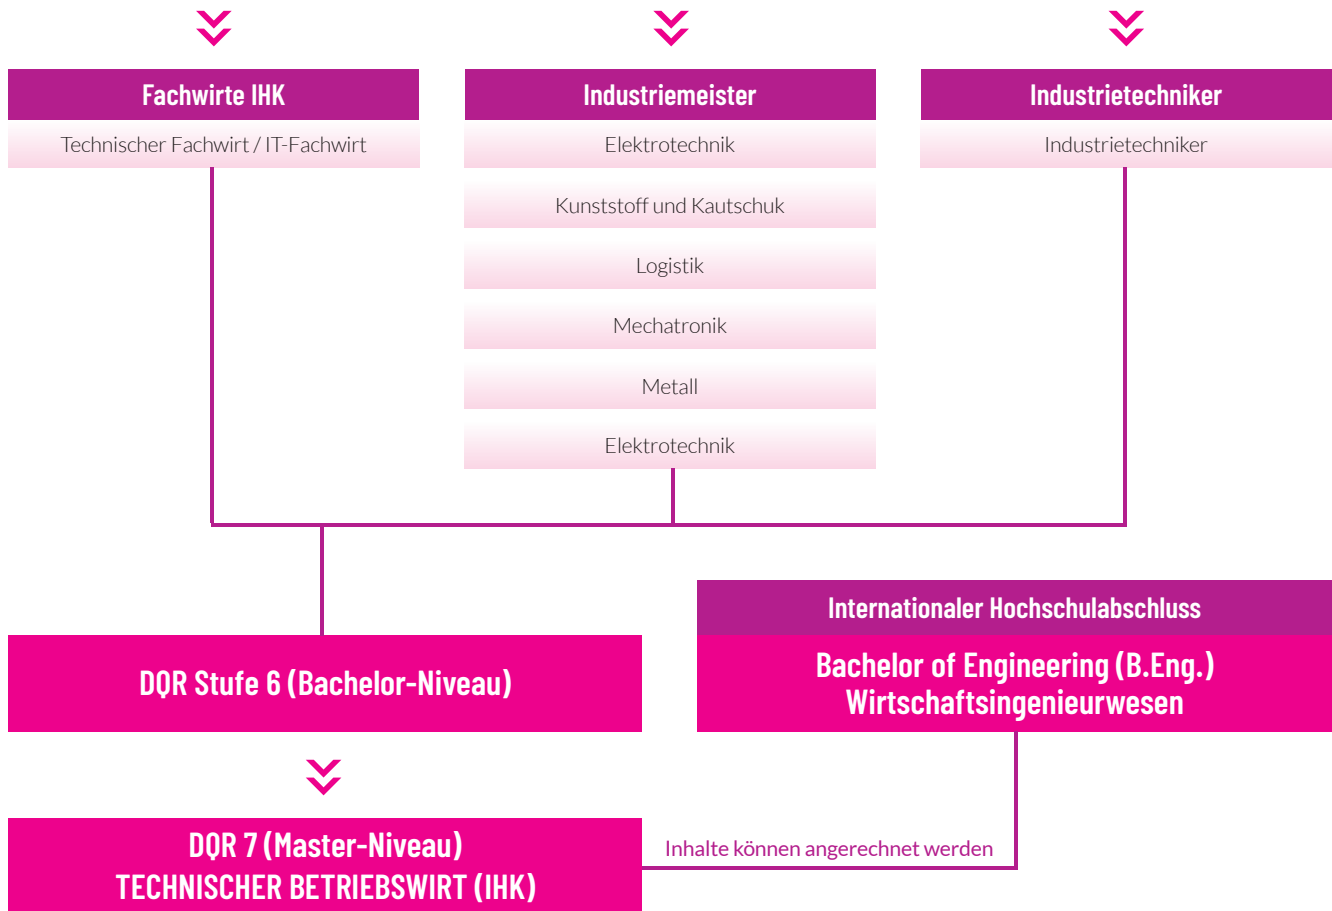 Fachwirte IHK
Technischer Fachwirt / IT-Fachwirt
Industriemeister
Elektrotechnik
Kunststoff und Kautschuk
Logistik
Mechatronik
Metall
Elektrotechnik
Industrietechniker
Industrietechniker
DQR Stufe 6 (Bachelor-Niveau)
Internationaler Hochschulabschluss
Bachelor of Engineering (B.Eng.)
Wirtschaftsingenieurwesen
DQR 7 (Master-Niveau)
TECHNISCHER BETRIEBSWIRT (IHK)
Inhalte können angerechnet werden